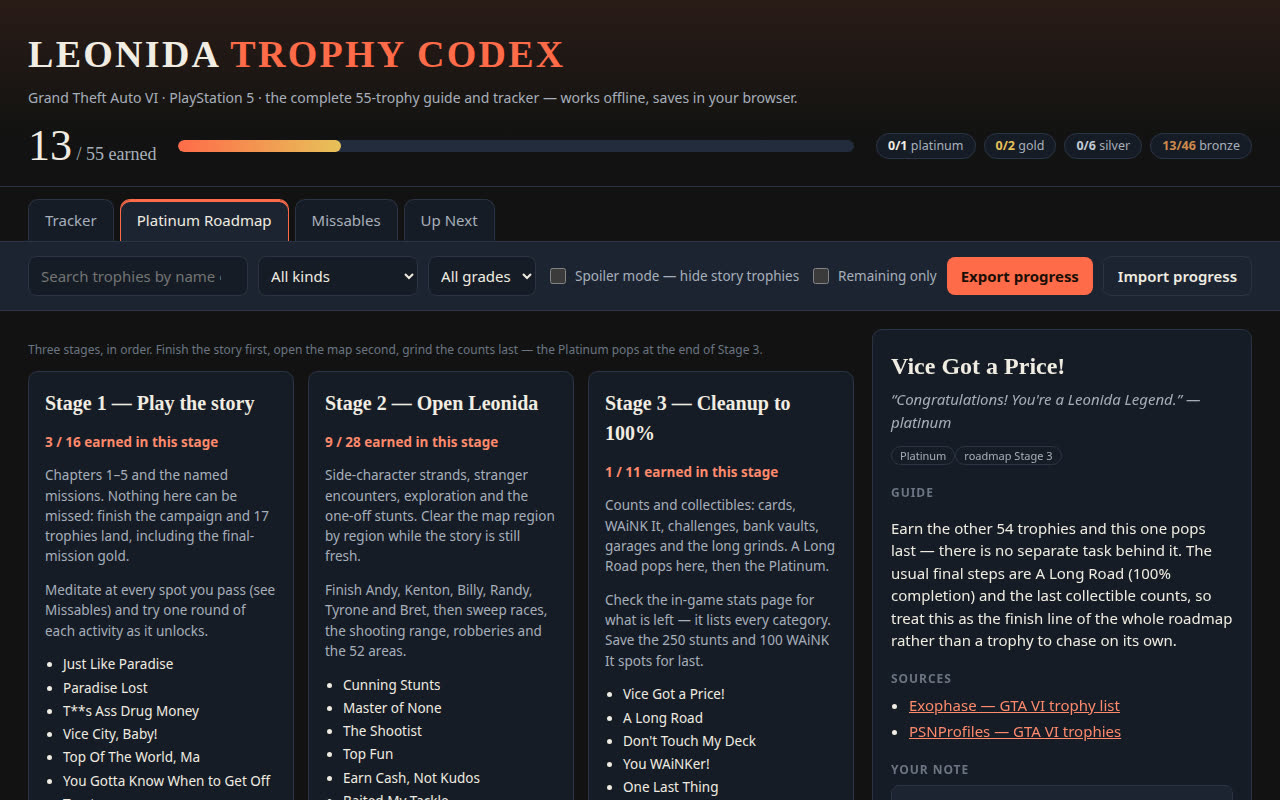 LEONIDA TROPHY CODEX
Grand Theft Auto VI · PlayStation 5 · the complete 55-trophy guide and tracker — works offline, saves in your browser.
13 / 55 earned
0/1 platinum
0/2 gold
0/6 silver
13/46 bronze
Tracker
Platinum Roadmap
Missables
Up Next
Search trophies by name
All kinds
All grades
Spoiler mode — hide story trophies
Remaining only
Export progress
Import progress
Three stages, in order. Finish the story first, open the map second, grind the counts last — the Platinum pops at the end of Stage 3.
Stage 1 — Play the story
3 / 16 earned in this stage
Chapters 1–5 and the named
missions. Nothing here can be
missed: finish the campaign and 17
trophies land, including the final-
mission gold.
Meditate at every spot you pass (see
Missables) and try one round of
each activity as it unlocks.
• Just Like Paradise
• Paradise Lost
• T**s Ass Drug Money
• Vice City, Baby!
• Top Of The World, Ma
• You Gotta Know When to Get Off
Stage 2 — Open Leonida
9 / 28 earned in this stage
Side-character strands, stranger
encounters, exploration and the
one-off stunts. Clear the map region
by region while the story is still
fresh.
Finish Andy, Kenton, Billy, Randy,
Tyrone and Bret, then sweep races,
the shooting range, robberies and
the 52 areas.
• Cunning Stunts
• Master of None
• The Shootist
• Top Fun
• Earn Cash, Not Kudos
• Baited My Tackle
Stage 3 — Cleanup to
100%
1 / 11 earned in this stage
Counts and collectibles: cards,
WAiNK It, challenges, bank vaults,
garages and the long grinds. A Long
Road pops here, then the Platinum.
Check the in-game stats page for
what is left — it lists every category.
Save the 250 stunts and 100 WAiNK
It spots for last.
• Vice Got a Price!
• A Long Road
• Don't Touch My Deck
• You WAiNKer!
• One Last Thing
Vice Got a Price!
“Congratulations! You're a Leonida Legend.” —
platinum
Platinum
roadmap Stage 3
GUIDE
Earn the other 54 trophies and this one pops
last — there is no separate task behind it. The
usual final steps are A Long Road (100%
completion) and the last collectible counts, so
treat this as the finish line of the whole roadmap
rather than a trophy to chase on its own.
SOURCES
• Exophase — GTA VI trophy list
• PSNProfiles — GTA VI trophies
YOUR NOTE